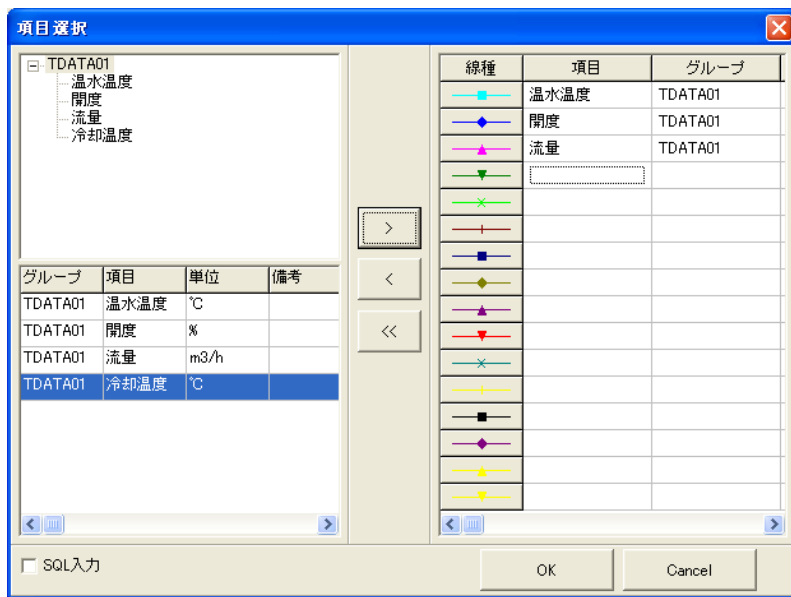 項目選択
TDATA01
温水温度
開度
流量
冷却温度
グループ 項目 単位 備考
TDATA01 温水温度 ℃
TDATA01 開度 %
TDATA01 流量 m3/h
TDATA01 冷却温度 ℃
>
<
<<
線種 項目 グループ
温水温度 TDATA01
開度 TDATA01
流量 TDATA01
SQL入力
OK
Cancel